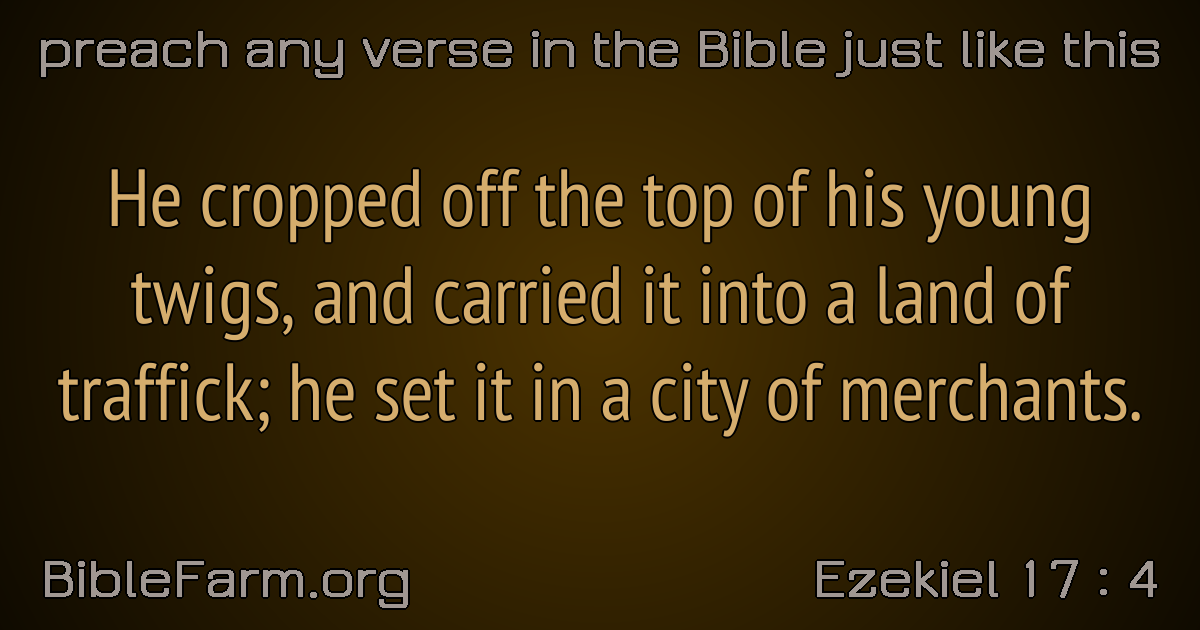 preach any verse in the Bible just like this
He cropped off the top of his young
twigs, and carried it into a land of
traffick; he set it in a city of merchants.
BibleFarm.org
Ezekiel 17 : 4